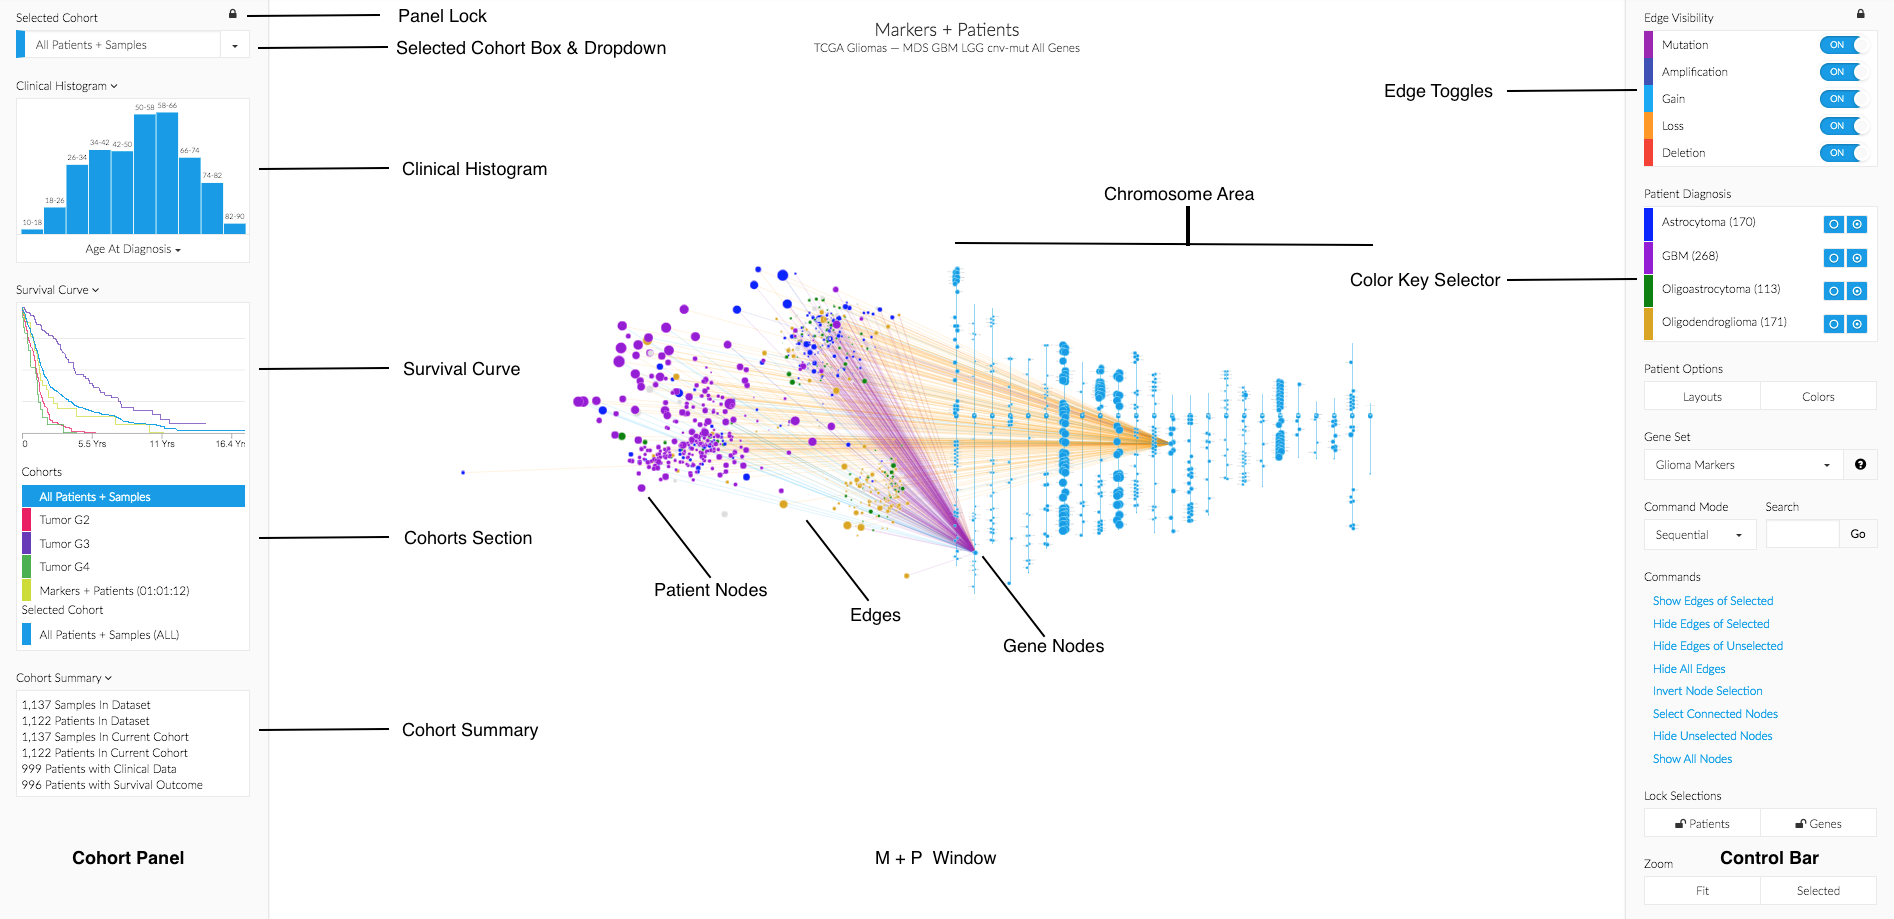 Selected Cohort
All Patients + Samples
Clinical Histogram
10-18
18-26
26-34
34-42
42-50
50-58
58-66
66-74
74-82
82-90
Age At Diagnosis
Survival Curve
0
5.5 Yrs
11 Yrs
16.4 Yr
Cohorts
All Patients + Samples
Tumor G2
Tumor G3
Tumor G4
Markers + Patients (01:01:12)
Selected Cohort
All Patients + Samples (ALL)
Cohort Summary
1,137 Samples In Dataset
1,122 Patients In Dataset
1,137 Samples In Current Cohort
1,122 Patients In Current Cohort
999 Patients with Clinical Data
996 Patients with Survival Outcome
Cohort Panel
Panel Lock
Selected Cohort Box & Dropdown
Clinical Histogram
Survival Curve
Cohorts Section
Cohort Summary
Markers + Patients
TCGA Gliomas — MDS GBM LGG cnv-mut All Genes
Chromosome Area
Patient Nodes
Edges
Gene Nodes
M + P Window
Edge Toggles
Color Key Selector
Edge Visibility
Mutation ON
Amplification ON
Gain ON
Loss ON
Deletion ON
Patient Diagnosis
Astrocytoma (170)
GBM (268)
Oligoastrocytoma (113)
Oligodendroglioma (171)
Patient Options
Layouts Colors
Gene Set
Glioma Markers ?
Command Mode Search
Sequential Go
Commands
Show Edges of Selected
Hide Edges of Selected
Hide Edges of Unselected
Hide All Edges
Invert Node Selection
Select Connected Nodes
Hide Unselected Nodes
Show All Nodes
Lock Selections
Patients Genes
Control Bar
Zoom
Fit Selected